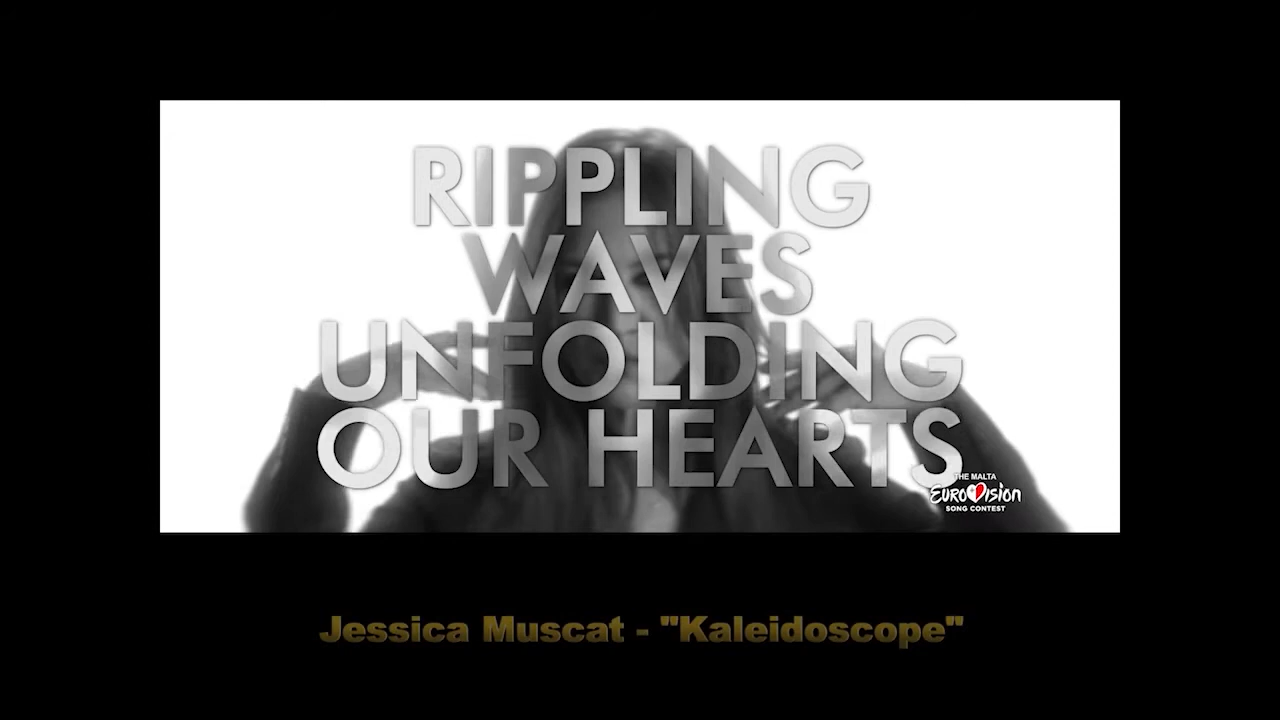 RIPPLING
WAVES
UNFOLDING
OUR HEARTS
THE MALTA
EUROVISION
SONG CONTEST
Jessica Muscat - "Kaleidoscope"